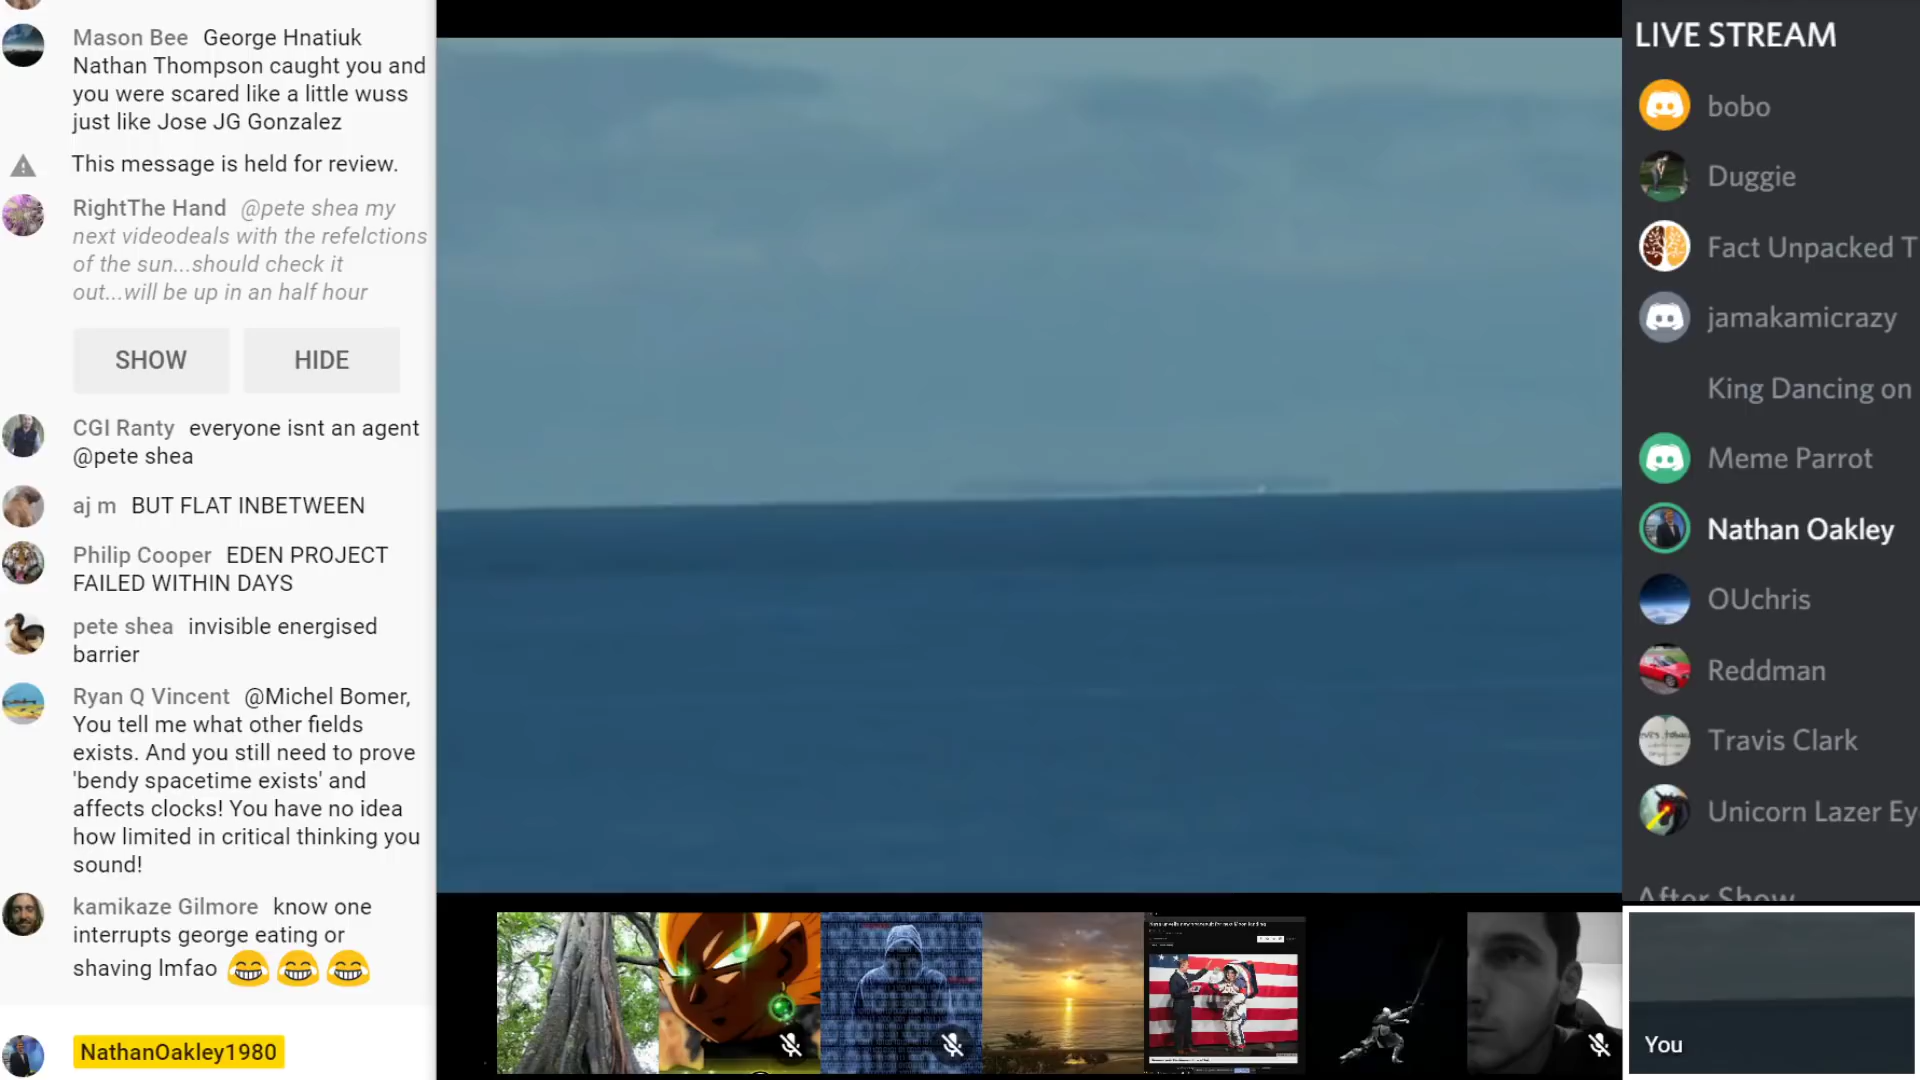 Mason Bee George Hnatiuk
Nathan Thompson caught you and
you were scared like a little wuss
just like Jose JG Gonzalez
This message is held for review.
RightThe Hand @pete shea my
next videodeals with the refelctions
of the sun...should check it
out...will be up in an half hour
SHOW HIDE
CGI Ranty everyone isnt an agent
@pete shea
aj m BUT FLAT INBETWEEN
Philip Cooper EDEN PROJECT
FAILED WITHIN DAYS
pete shea invisible energised
barrier
Ryan Q Vincent @Michel Bomer,
You tell me what other fields
exists. And you still need to prove
'bendy spacetime exists' and
affects clocks! You have no idea
how limited in critical thinking you
sound!
kamikaze Gilmore know one
interrupts george eating or
shaving lmfao 😂😂😂
NathanOakley1980
LIVE STREAM
bobo
Duggie
Fact Unpacked T
jamakamicrazy
King Dancing on
Meme Parrot
Nathan Oakley
OUchris
Reddman
Travis Clark
Unicorn Lazer Ey
After Show
You